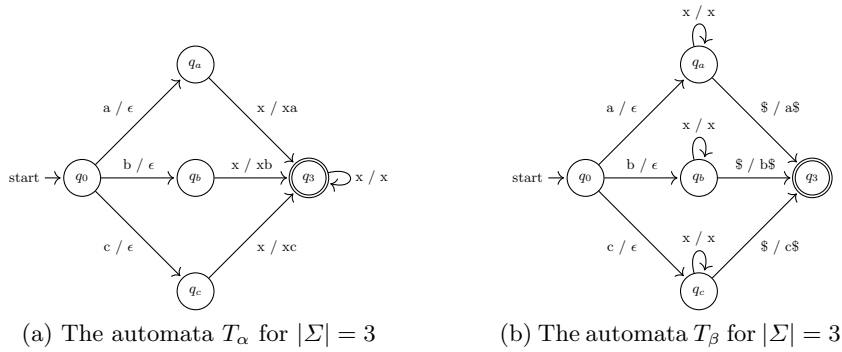 x / x
q_a q_a
a / ϵ x / xa a / ϵ $ / a$
x / x
start q_0 b / ϵ q_b x / xb q_3 x / x start q_0 b / ϵ q_b $ / b$ q_3
x / x
c / ϵ x / xc c / ϵ $ / c$
q_c q_c
(a) The automata T_α for |Σ| = 3 (b) The automata T_β for |Σ| = 3